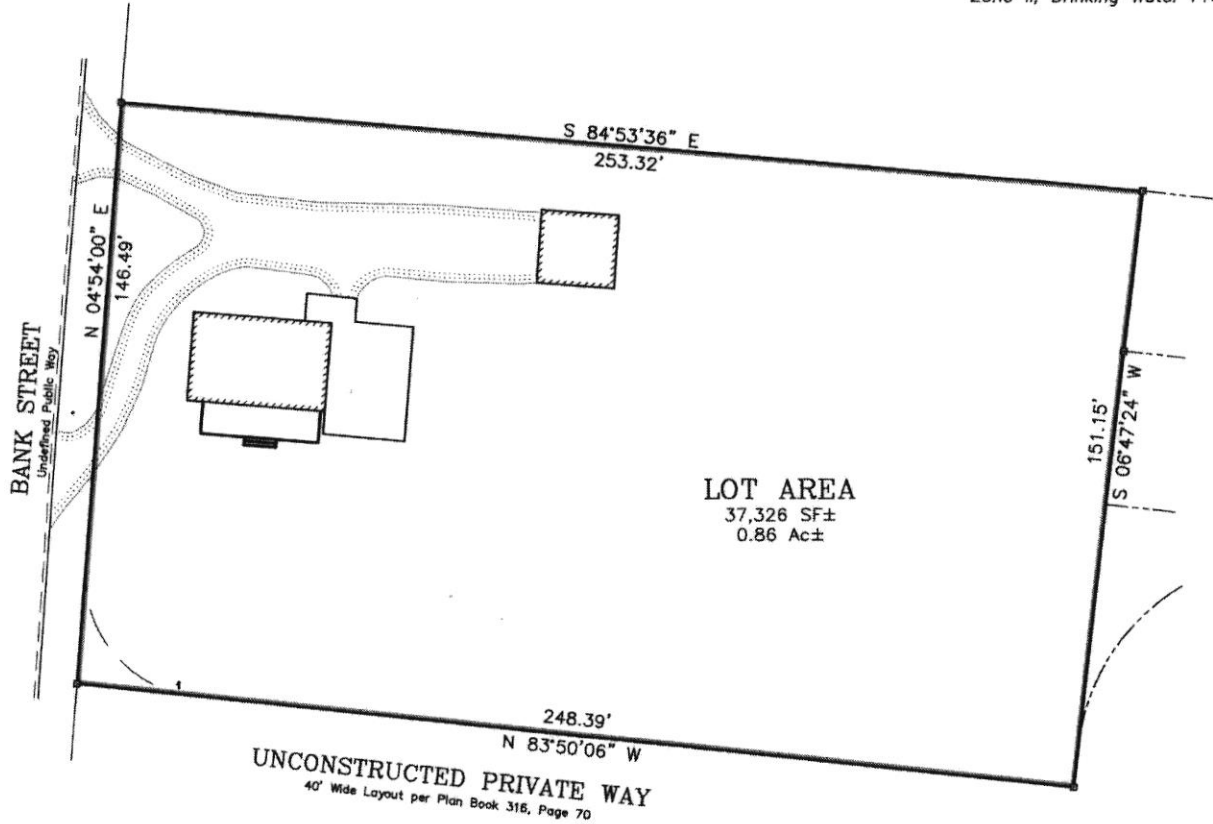 S 84°53'36" E
253.32'
N 04°54'00" E
146.49'
BANK STREET
Undefined Public Way
151.15'
S 06°47'24" W
LOT AREA
37,326 SF±
0.86 Ac±
248.39'
N 83°50'06" W
UNCONSTRUCTED PRIVATE WAY
40' Wide Layout per Plan Book 316, Page 70